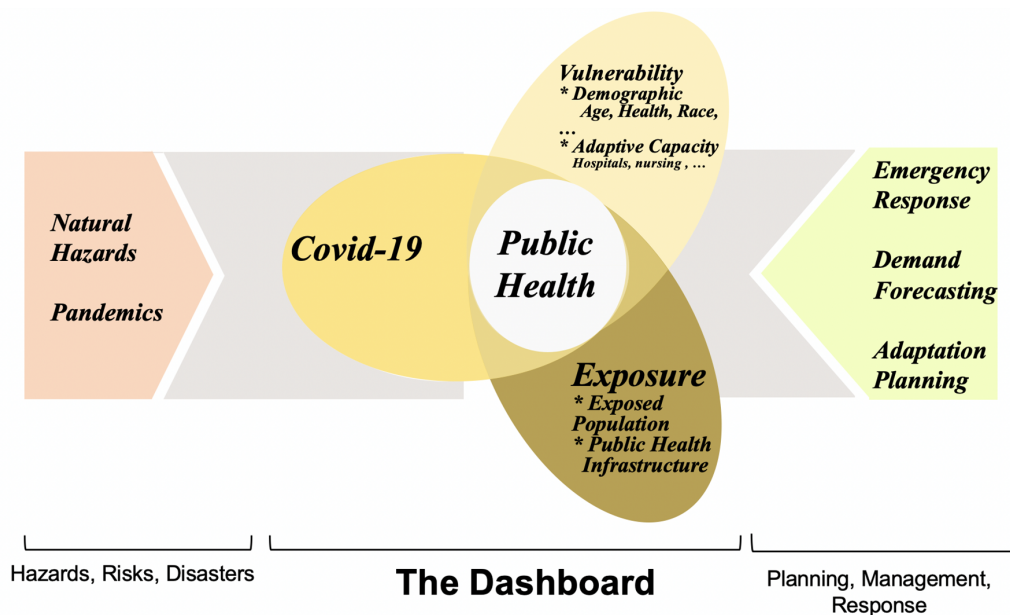 Natural
Hazards
Pandemics
Covid-19
Public
Health
Vulnerability
* Demographic
Age, Health, Race,
...
* Adaptive Capacity
Hospitals, nursing , ...
Exposure
* Exposed
Population
* Public Health
Infrastructure
Emergency
Response
Demand
Forecasting
Adaptation
Planning
Hazards, Risks, Disasters
The Dashboard
Planning, Management,
Response